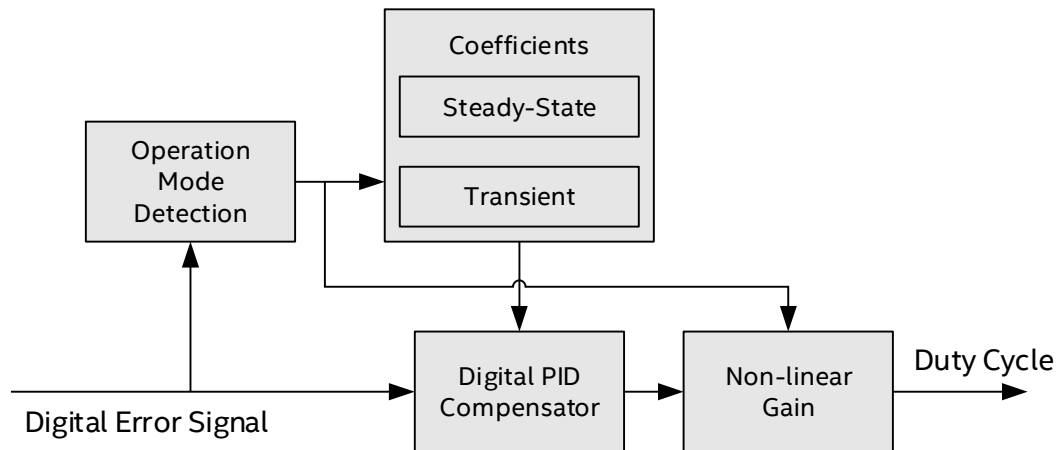 Coefficients
Steady-State
Transient
Operation
Mode
Detection
Digital Error Signal
Digital PID
Compensator
Non-linear
Gain
Duty Cycle